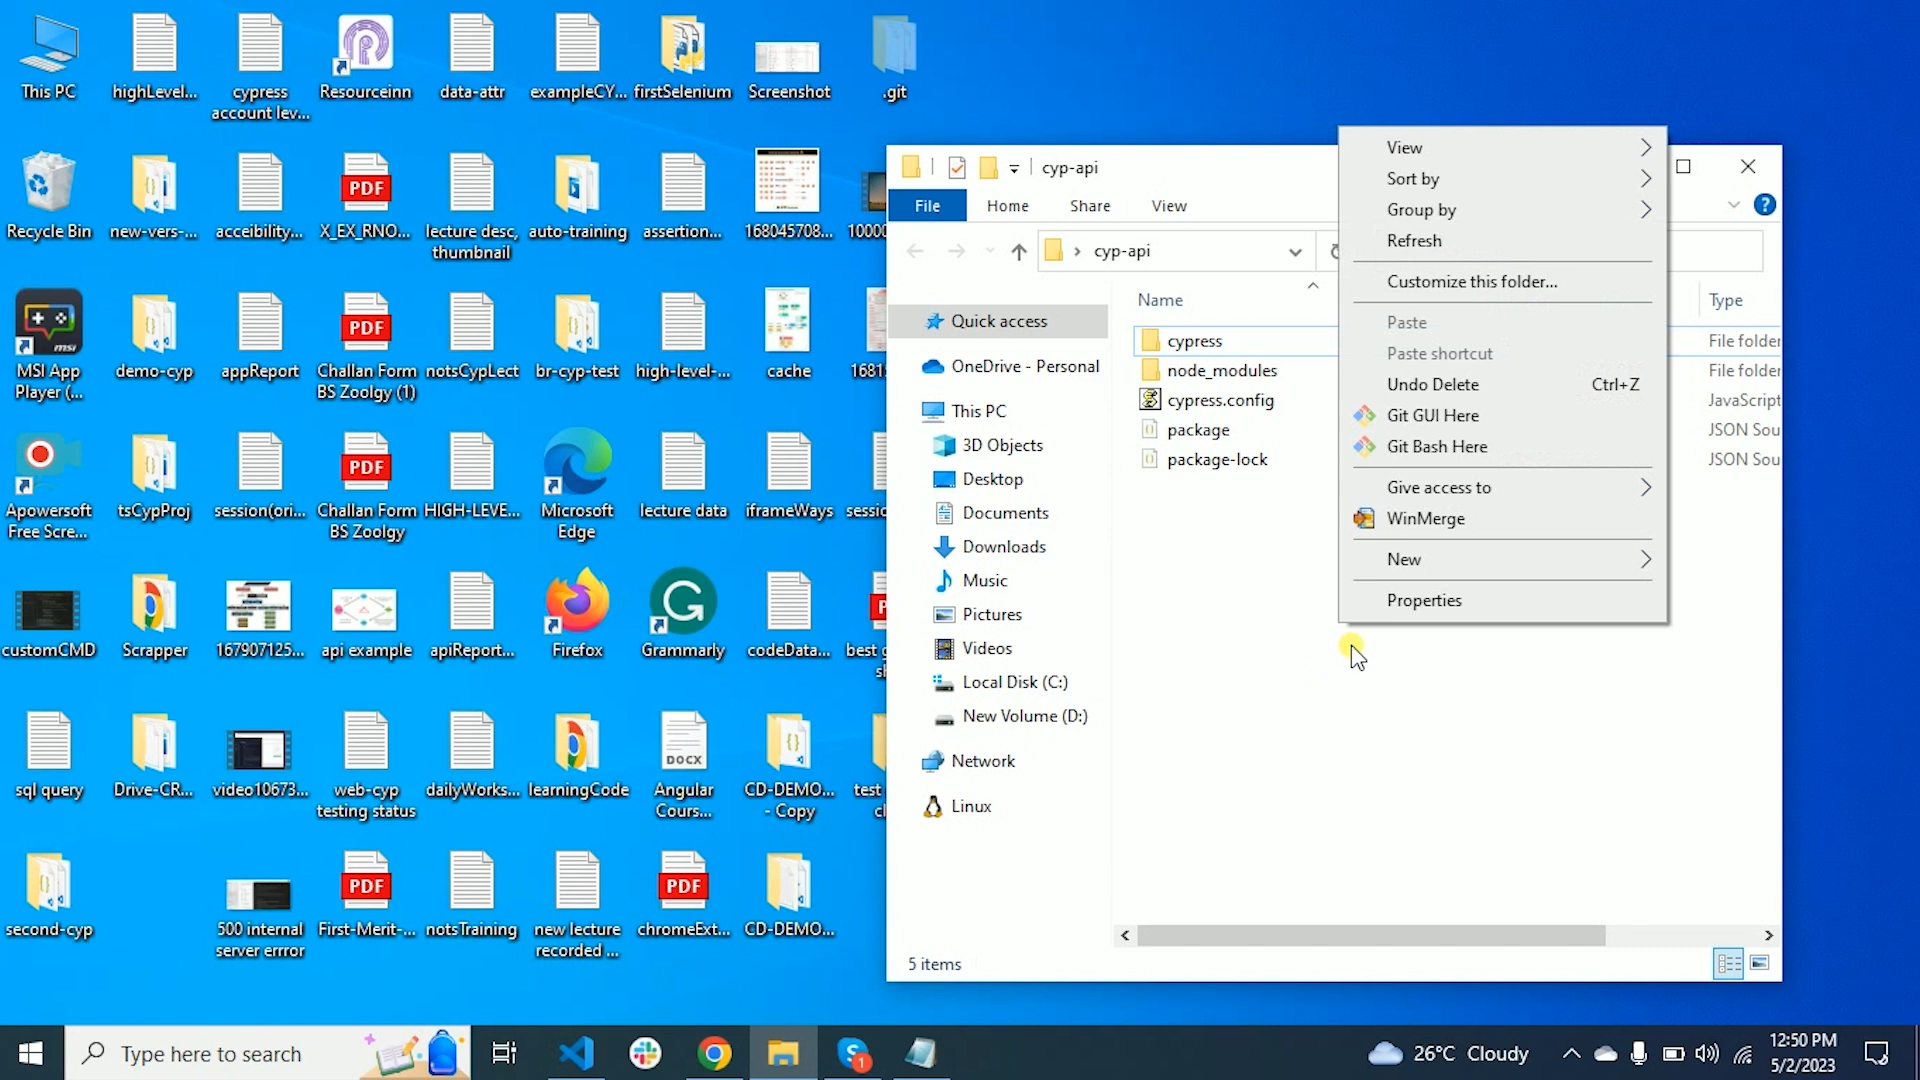 This PC
highLevel...
cypress
account lev...
Resourceinn
data-attr
exampleCY...
firstSelenium
Screenshot
.git
Recycle Bin
new-vers-...
acceibility...
PDF
X_EX_RNO...
lecture desc,
thumbnail
auto-training
assertion...
168045708...
MSI App
Player (...
demo-cyp
appReport
PDF
Challan Form
BS Zoolgy (1)
notsCypLect
br-cyp-test
high-level-...
cache
Apowersoft
Free Scre...
tsCypProj
session(ori...
PDF
Challan Form
BS Zoolgy
HIGH-LEVE...
Microsoft
Edge
lecture data
iframeWays
customCMD
Scrapper
167907125...
api example
apiReport...
Firefox
Grammarly
codeData...
sql query
Drive-CR...
video10673...
web-cyp
testing status
dailyWorks...
learningCode
DOCX
Angular
Cours...
CD-DEMO...
- Copy
second-cyp
500 internal
server errror
PDF
First-Merit-...
notsTraining
new lecture
recorded ...
PDF
chromeExt...
CD-DEMO...
cyp-api
File
Home
Share
View
cyp-api
Name
Type
Quick access
OneDrive - Personal
This PC
3D Objects
Desktop
Documents
Downloads
Music
Pictures
Videos
Local Disk (C:)
New Volume (D:)
Network
Linux
cypress
File folder
node_modules
File folder
cypress.config
JavaScript
package
JSON Sou
package-lock
JSON Sou
5 items
View
Sort by
Group by
Refresh
Customize this folder...
Paste
Paste shortcut
Undo Delete Ctrl+Z
Git GUI Here
Git Bash Here
Give access to
WinMerge
New
Properties
Type here to search
1
26°C Cloudy
12:50 PM
5/2/2023